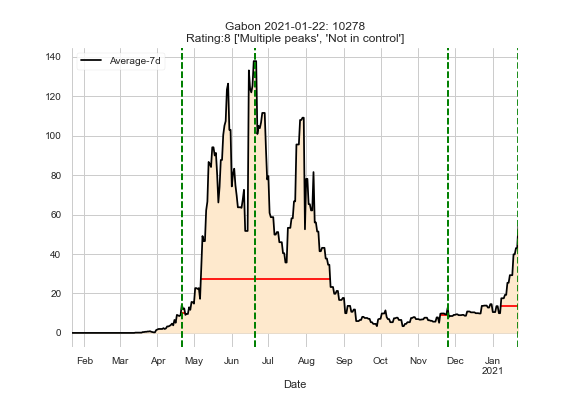 Gabon 2021-01-22: 10278
Rating:8 ['Multiple peaks', 'Not in control']
Average-7d
140
120
100
80
60
40
20
0
Feb Mar Apr May Jun Jul Aug Sep Oct Nov Dec Jan
2021
Date